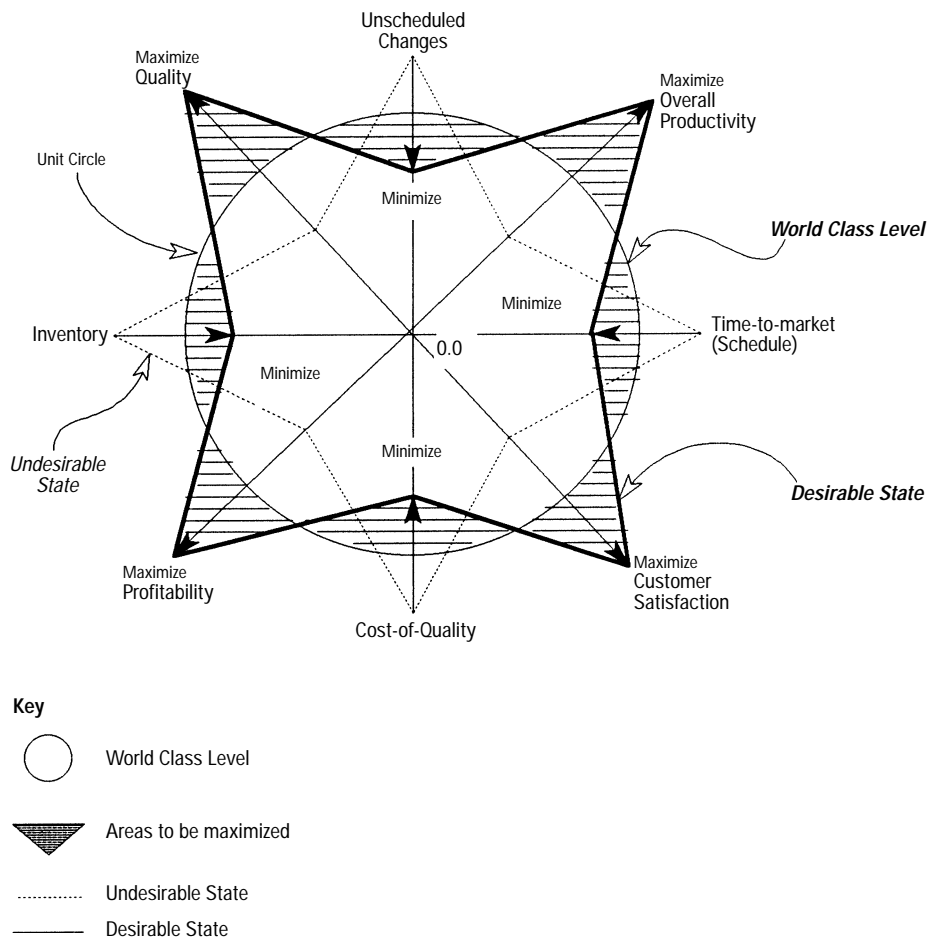 Unscheduled
Changes
Maximize
Quality
Maximize
Overall
Productivity
Unit Circle
Minimize
World Class Level
Minimize
Inventory
Time-to-market
(Schedule)
0.0
Minimize
Minimize
Undesirable
State
Desirable State
Maximize
Profitability
Maximize
Customer
Satisfaction
Cost-of-Quality
Key
World Class Level
Areas to be maximized
Undesirable State
Desirable State